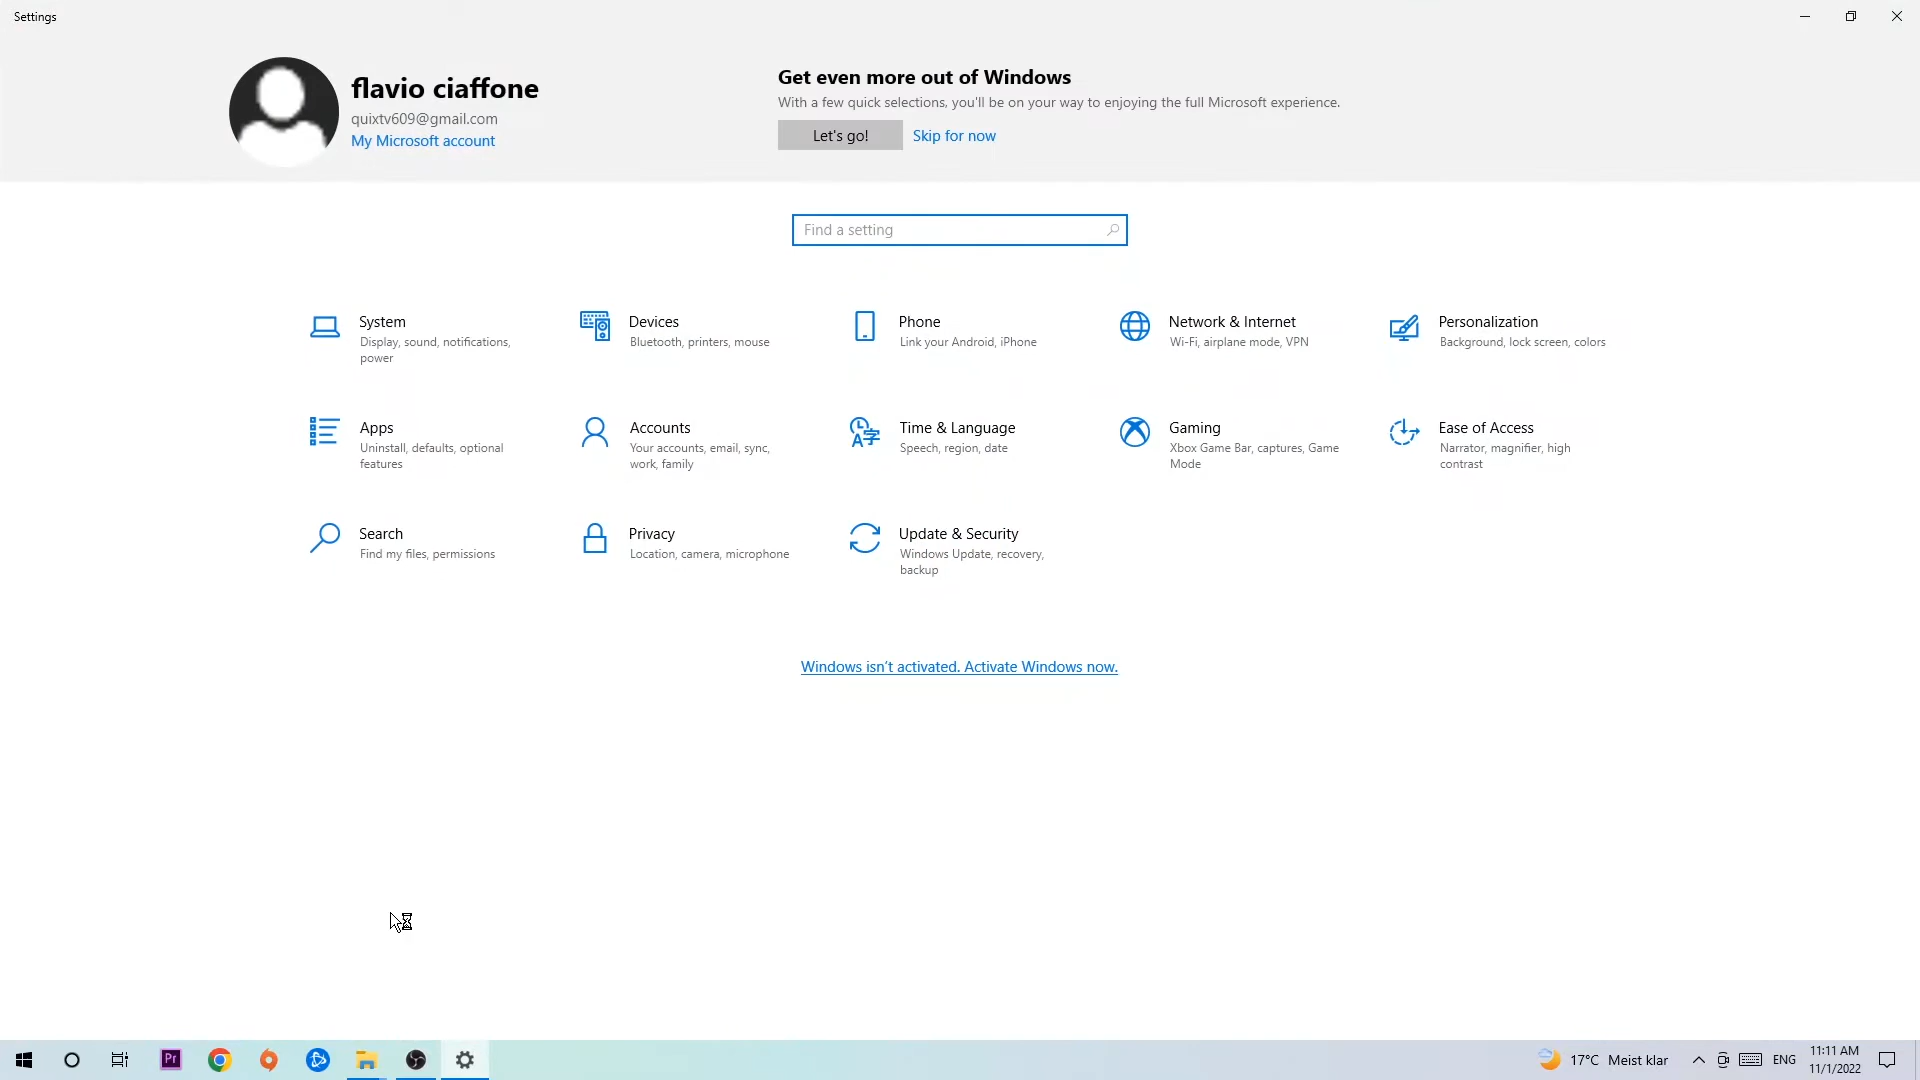 Settings
flavio ciaffone
quixtv609@gmail.com
My Microsoft account
Get even more out of Windows
With a few quick selections, you'll be on your way to enjoying the full Microsoft experience.
Let's go!
Skip for now
Find a setting
System
Display, sound, notifications,
power
Devices
Bluetooth, printers, mouse
Phone
Link your Android, iPhone
Network & Internet
Wi-Fi, airplane mode, VPN
Personalization
Background, lock screen, colors
Apps
Uninstall, defaults, optional
features
Accounts
Your accounts, email, sync,
work, family
Time & Language
Speech, region, date
Gaming
Xbox Game Bar, captures, Game
Mode
Ease of Access
Narrator, magnifier, high
contrast
Search
Find my files, permissions
Privacy
Location, camera, microphone
Update & Security
Windows Update, recovery,
backup
Windows isn't activated. Activate Windows now.
Pr
17°C Meist klar
ENG
11:11 AM
11/1/2022